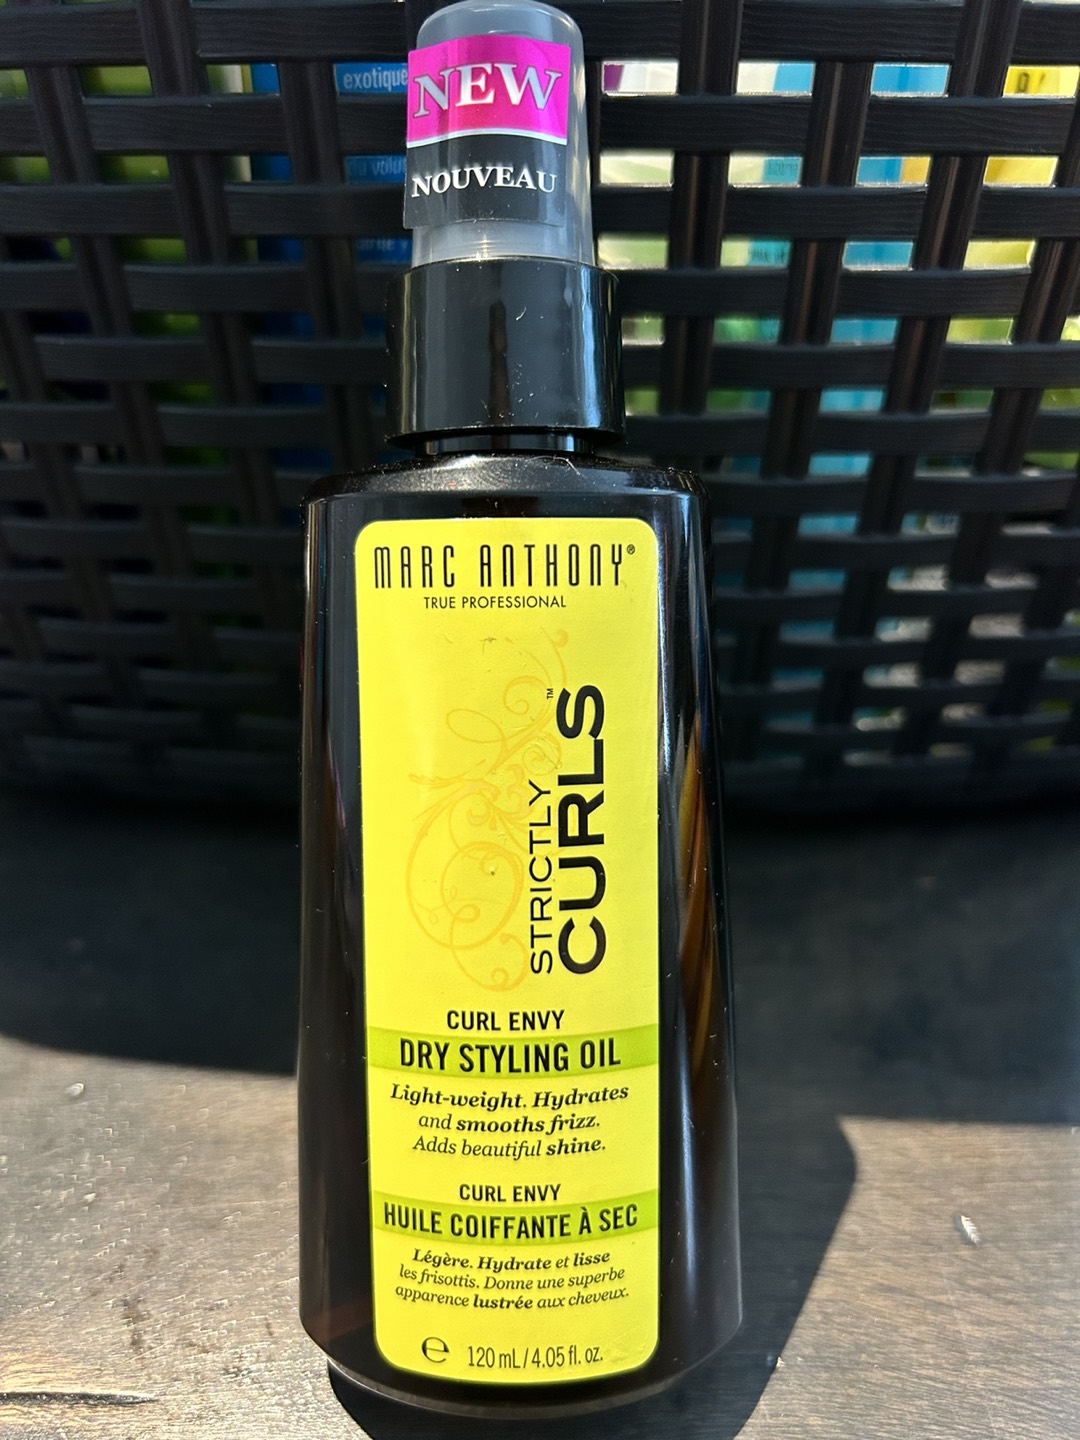 exotique
NEW
NOUVEAU
MARC ANTHONY®
TRUE PROFESSIONAL
STRICTLY
CURLS™
CURL ENVY
DRY STYLING OIL
Light-weight. Hydrates
and smooths frizz.
Adds beautiful shine.
CURL ENVY
HUILE COIFFANTE À SEC
Légère. Hydrate et lisse
les frisottis. Donne une superbe
apparence lustrée aux cheveux.
℮ 120 mL/4.05 fl. oz.